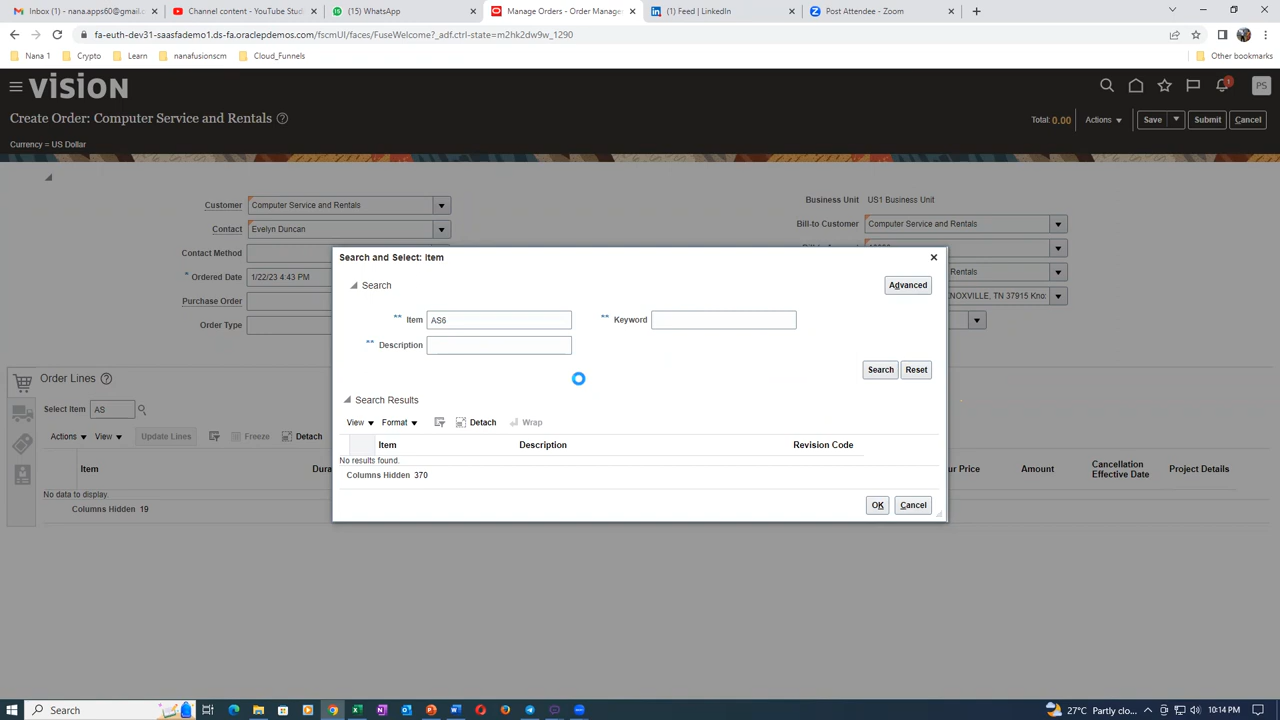 Inbox (1) - nana.apps60@gmail.c
Channel content - YouTube Studi
(15) WhatsApp
Manage Orders - Order Manage
(1) Feed | LinkedIn
Post Attendee - Zoom
fa-euth-dev31-saasfademo1.ds-fa.oraclepdemos.com/fscmUI/faces/FuseWelcome?_adf.ctrl-state=m2hk2dw9w_1290
Nana 1
Crypto
Learn
nanafusionscm
Cloud_Funnels
Other bookmarks
VISION
1
PS
Create Order: Computer Service and Rentals
Total: 0.00
Actions
Save
Submit
Cancel
Currency = US Dollar
Customer
Computer Service and Rentals
Business Unit
US1 Business Unit
Contact
Evelyn Duncan
Bill-to Customer
Computer Service and Rentals
Contact Method
* Ordered Date
1/22/23 4:43 PM
Rentals
Purchase Order
NOXVILLE, TN 37915 Kno:
Order Type
Search and Select: Item
Search
Advanced
** Item
AS6
** Keyword
** Description
Search
Reset
Search Results
View
Format
Detach
Wrap
Item
Description
Revision Code
No results found.
Columns Hidden 370
OK
Cancel
Order Lines
Select Item
AS
Actions
View
Update Lines
Freeze
Detach
Item
Dura
ur Price
Amount
Cancellation
Effective Date
Project Details
No data to display.
Columns Hidden 19
Search
27°C Partly clo...
10:14 PM